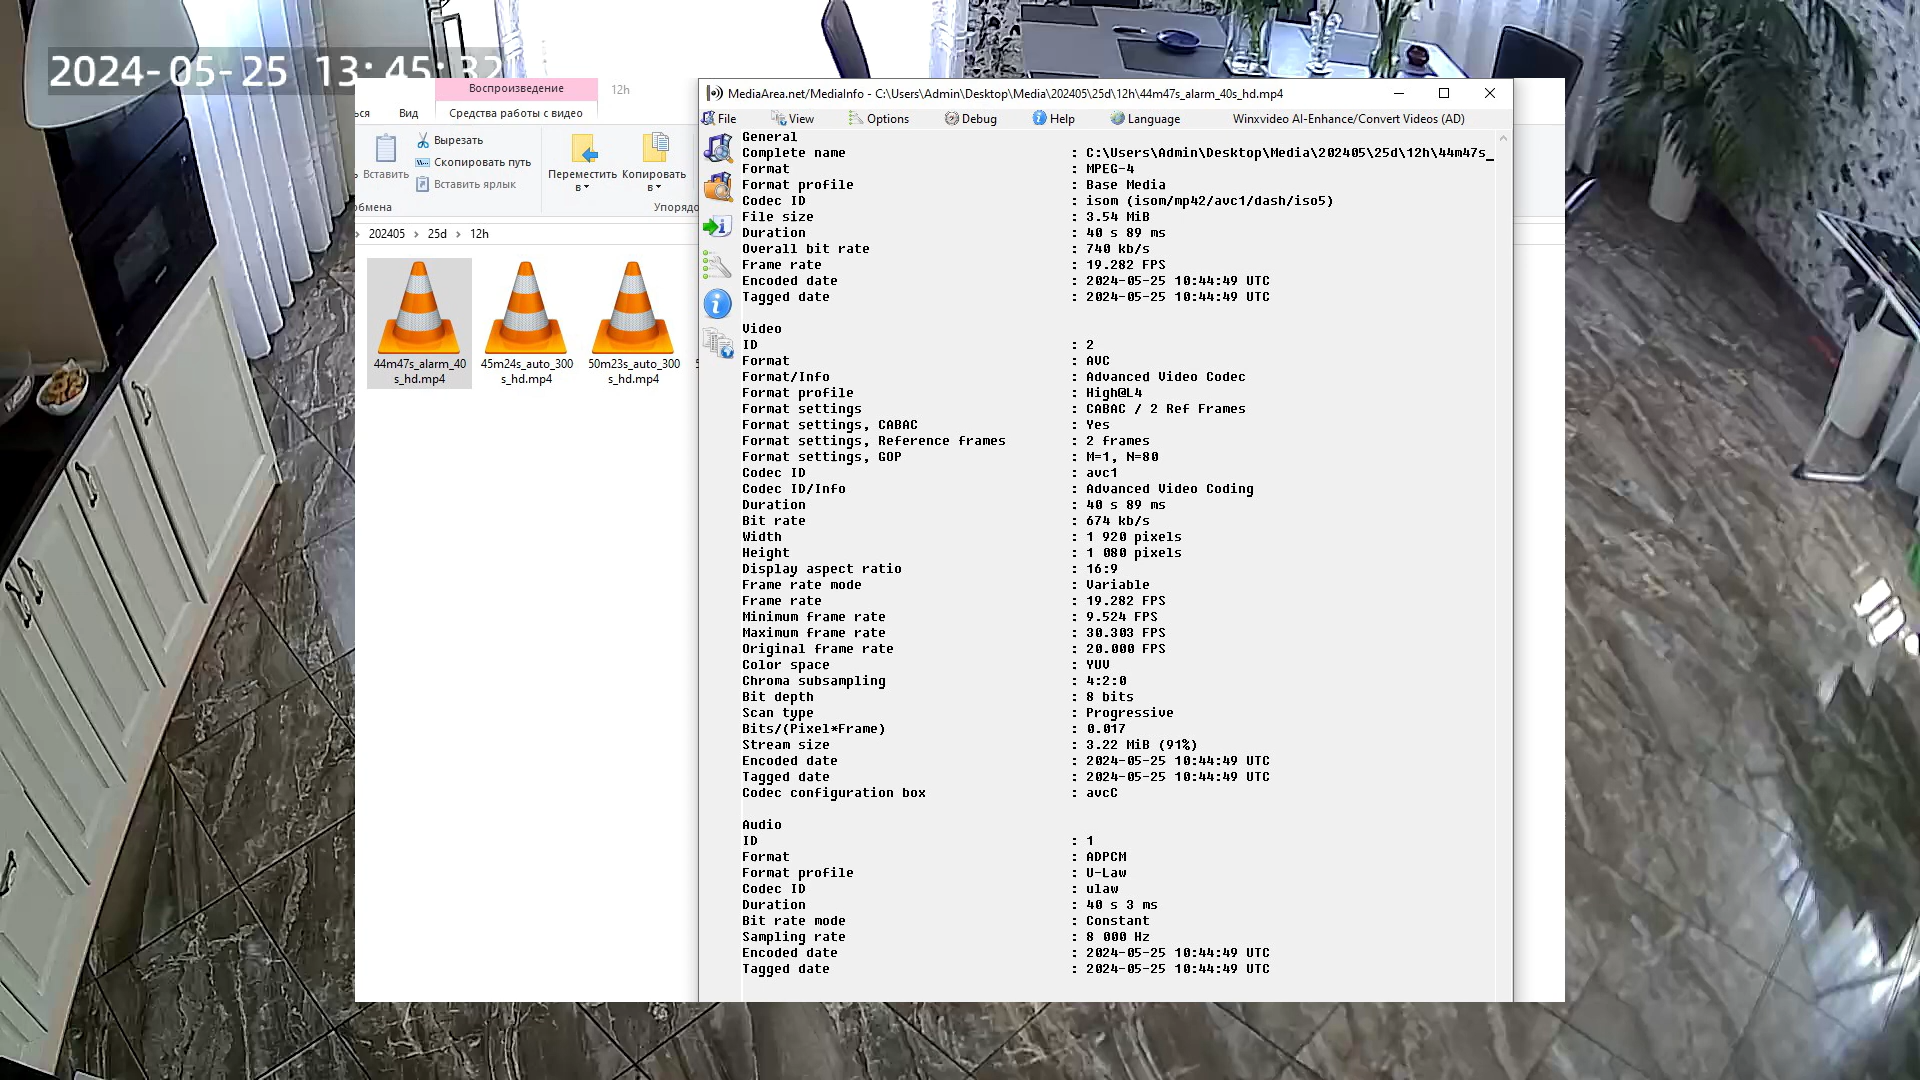 2024-05-25 13:45:32
Воспроизведение
12h
ься
Вид
Средства работы с видео
Вставить
Вырезать
Скопировать путь
Вставить ярлык
обмена
Переместить
в
Копировать
в
Упорядо
202405 > 25d > 12h
44m47s_alarm_40
s_hd.mp4
45m24s_auto_300
s_hd.mp4
50m23s_auto_300
s_hd.mp4
MediaArea.net/MediaInfo - C:\Users\Admin\Desktop\Media\202405\25d\12h\44m47s_alarm_40s_hd.mp4
File View Options Debug Help Language Winxvideo AI-Enhance/Convert Videos (AD)
General
Complete name : C:\Users\Admin\Desktop\Media\202405\25d\12h\44m47s_
Format : MPEG-4
Format profile : Base Media
Codec ID : isom (isom/mp42/avc1/dash/iso5)
File size : 3.54 MiB
Duration : 40 s 89 ms
Overall bit rate : 740 kb/s
Frame rate : 19.282 FPS
Encoded date : 2024-05-25 10:44:49 UTC
Tagged date : 2024-05-25 10:44:49 UTC
Video
ID : 2
Format : AVC
Format/Info : Advanced Video Codec
Format profile : High@L4
Format settings : CABAC / 2 Ref Frames
Format settings, CABAC : Yes
Format settings, Reference frames : 2 frames
Format settings, GOP : M=1, N=80
Codec ID : avc1
Codec ID/Info : Advanced Video Coding
Duration : 40 s 89 ms
Bit rate : 674 kb/s
Width : 1 920 pixels
Height : 1 080 pixels
Display aspect ratio : 16:9
Frame rate mode : Variable
Frame rate : 19.282 FPS
Minimum frame rate : 9.524 FPS
Maximum frame rate : 30.303 FPS
Original frame rate : 20.000 FPS
Color space : YUV
Chroma subsampling : 4:2:0
Bit depth : 8 bits
Scan type : Progressive
Bits/(Pixel*Frame) : 0.017
Stream size : 3.22 MiB (91%)
Encoded date : 2024-05-25 10:44:49 UTC
Tagged date : 2024-05-25 10:44:49 UTC
Codec configuration box : avcC
Audio
ID : 1
Format : ADPCM
Format profile : U-Law
Codec ID : ulaw
Duration : 40 s 3 ms
Bit rate mode : Constant
Sampling rate : 8 000 Hz
Encoded date : 2024-05-25 10:44:49 UTC
Tagged date : 2024-05-25 10:44:49 UTC